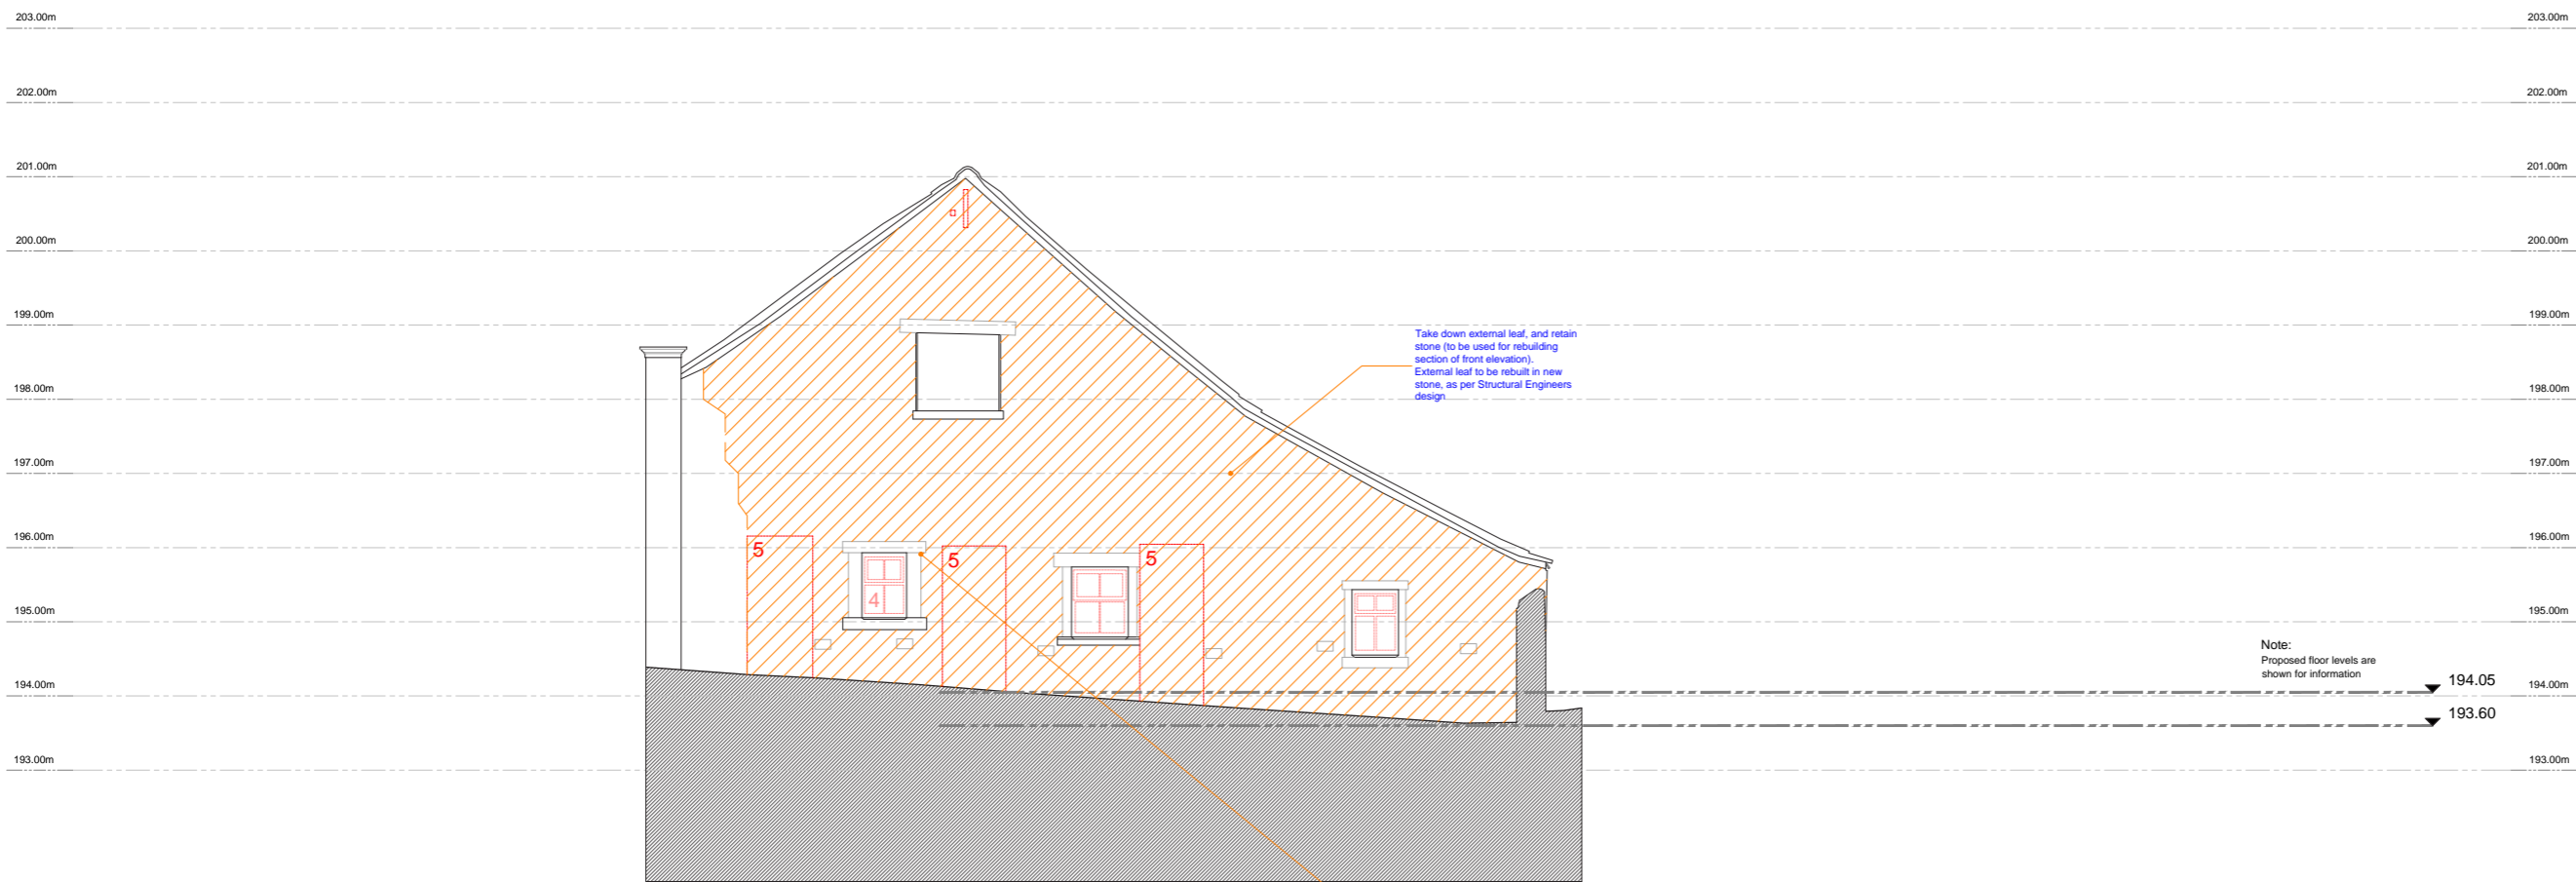 203.00m 203.00m
202.00m 202.00m
201.00m 201.00m
200.00m 200.00m
199.00m 199.00m
Take down external leaf, and retain
stone (to be used for rebuilding
section of front elevation).
External leaf to be rebuilt in new
stone, as per Structural Engineers
design
198.00m 198.00m
197.00m 197.00m
196.00m 196.00m
5 5 5
4
195.00m 195.00m
Note:
Proposed floor levels are
shown for information
194.05
194.00m 194.00m
193.60
193.00m 193.00m